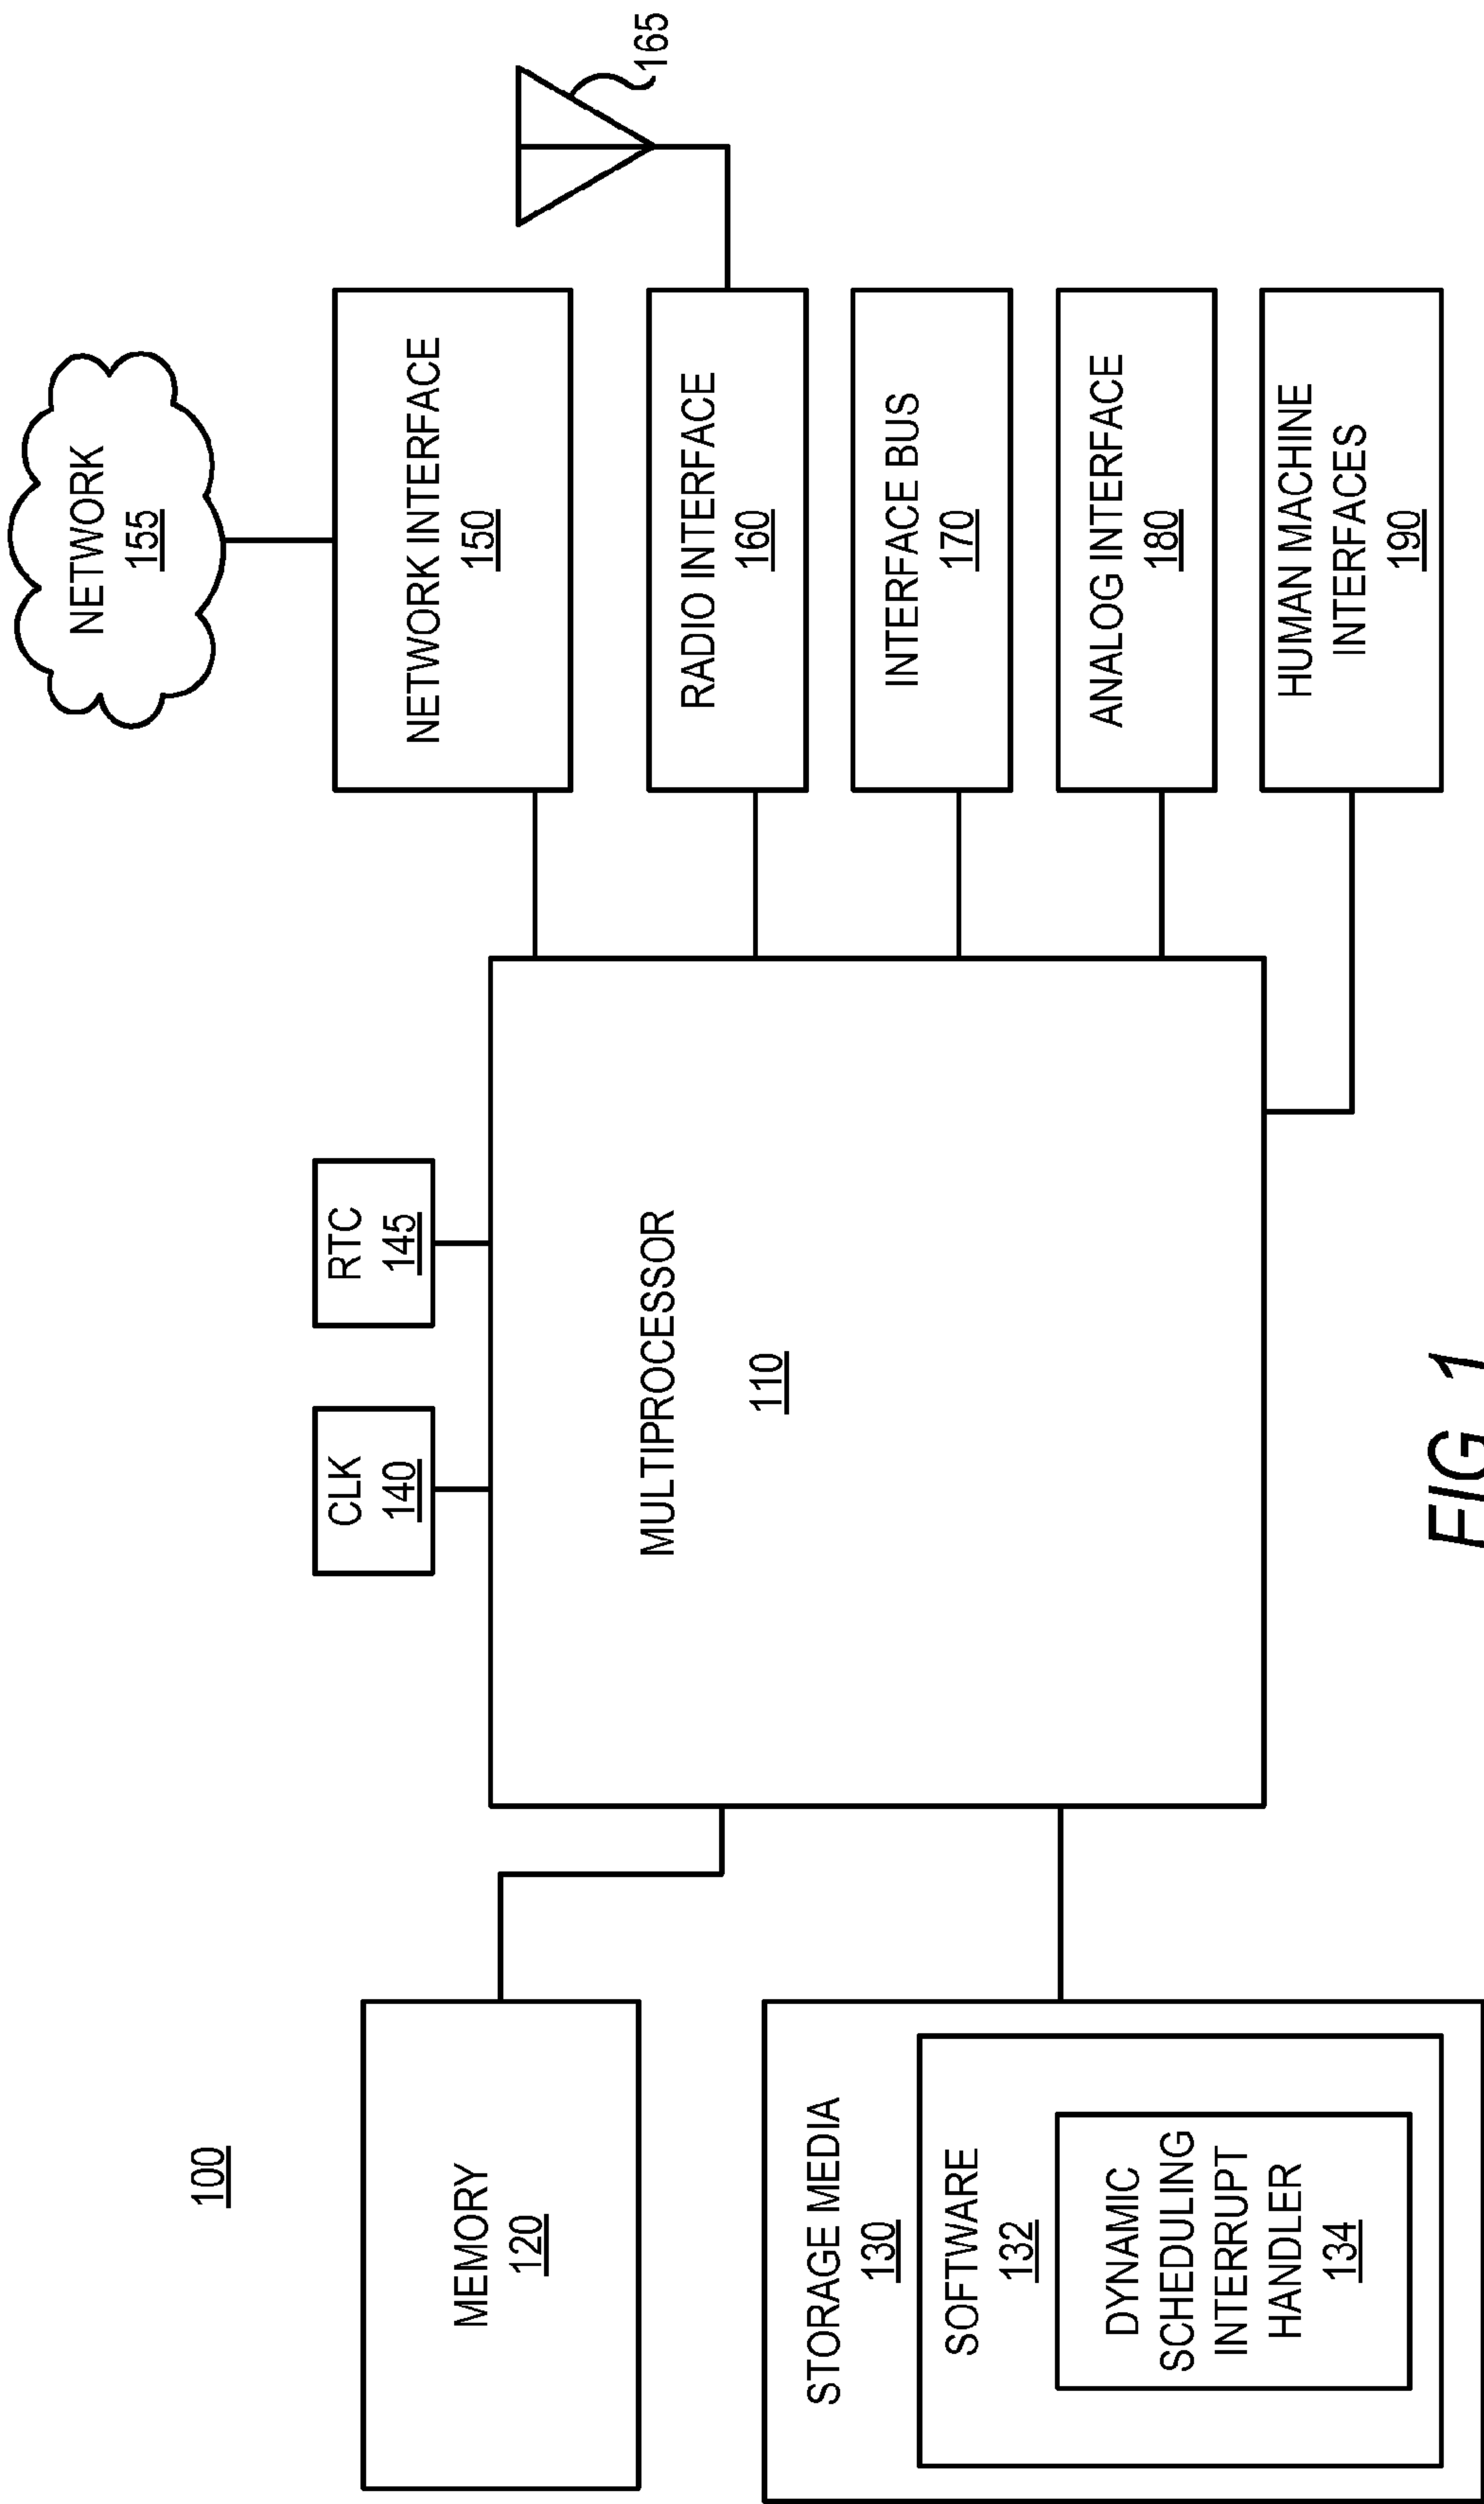 100
NETWORK
155
MEMORY
120
CLK
140
RTC
145
NETWORK INTERFACE
150
165
MULTIPROCESSOR
110
RADIO INTERFACE
160
STORAGE MEDIA
130
SOFTWARE
132
DYNAMIC
SCHEDULING
INTERRUPT
HANDLER
134
INTERFACE BUS
170
ANALOG INTERFACE
180
HUMAN MACHINE
INTERFACES
190
FIG 1